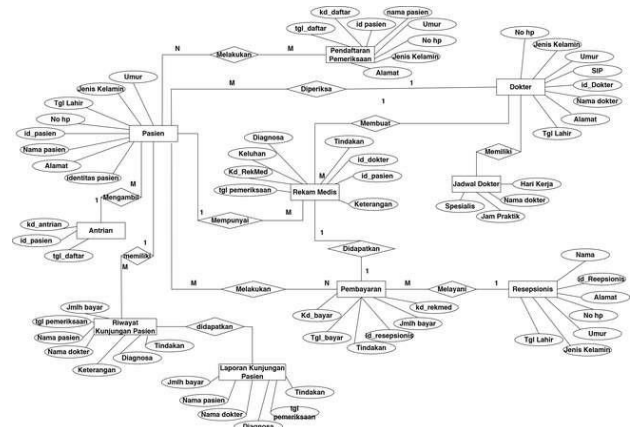 kd_daftar
id pasien
nama pasien
tgl_daftar
Umur
No hp
N
Melakukan
M
Pendaftaran
Pemeriksaan
Jenis Kelamin
Alamat
No hp
Jenis Kelamin
Umur
SIP
id_Dokter
Nama dokter
Alamat
Tgl Lahir
Dokter
M
Diperiksa
1
Umur
Jenis Kelamin
Tgl Lahir
No hp
id_pasien
Nama pasien
Alamat
identitas pasien
Pasien
1
Membuat
Memiliki
Diagnosa
Tindakan
Keluhan
id_dokter
Kd_RekMed
id_pasien
tgl pemeriksaan
Rekam Medis
M
Keterangan
Jadwal Dokter
Hari Kerja
Nama dokter
Spesialis
Jam Praktik
1
Mengambil
M
1
Mempunyai
M
kd_antrian
Antrian
id_pasien
tgl_daftar
1
memiliki
M
1
Didapatkan
1
M
Melakukan
N
Pembayaran
M
Melayani
1
Resepsionis
Nama
id_Reepsionis
Alamat
No hp
Umur
Jenis Kelamin
Tgl Lahir
Kd_bayar
kd_rekmed
Jmlh bayar
Tgl_bayar
id_resepsionis
Tindakan
Jmlh bayar
tgl pemeriksaan
Riwayat
Kunjungan Pasien
Nama pasien
Nama dokter
Tindakan
Diagnosa
Keterangan
didapatkan
Laporan Kunjungan
Pasien
Jmlh bayar
Tindakan
Nama pasien
tgl
pemeriksaan
Nama dokter
Diagnosa